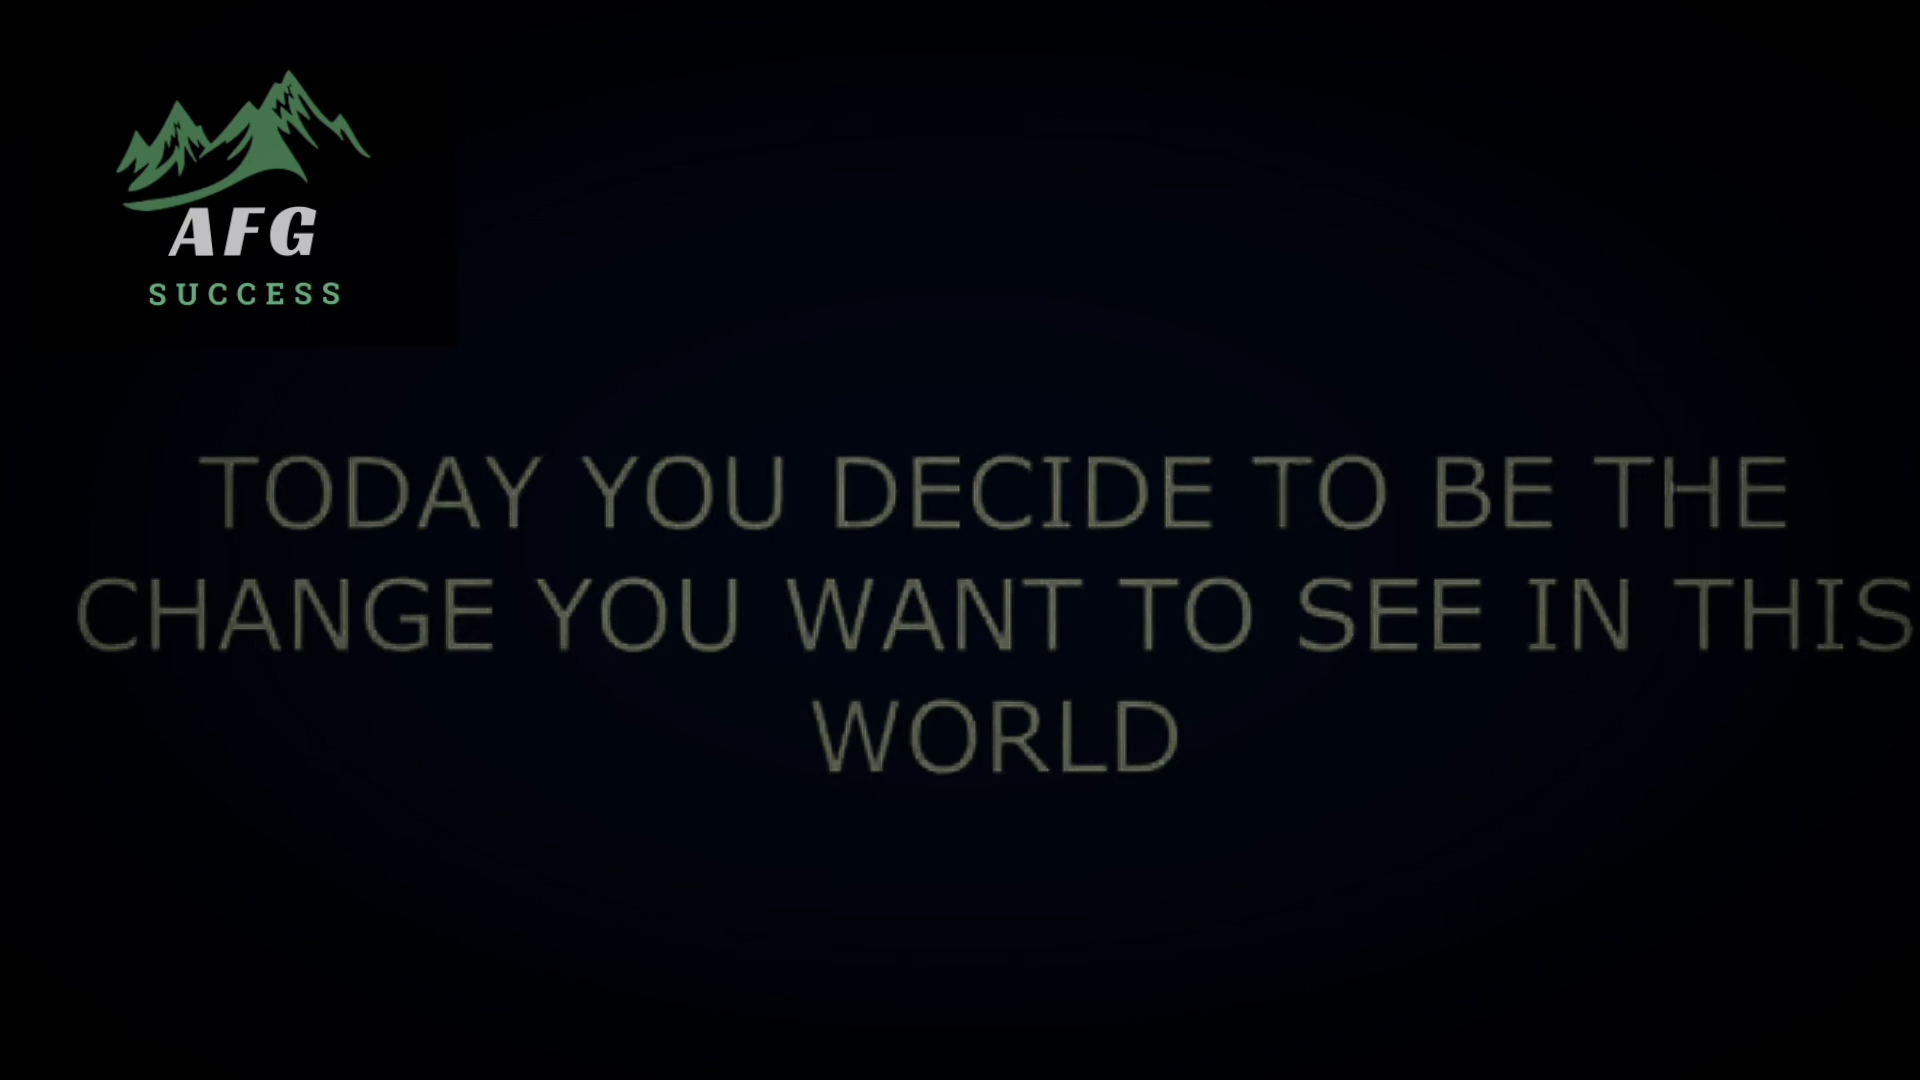 AFG
SUCCESS
TODAY YOU DECIDE TO BE THE
CHANGE YOU WANT TO SEE IN THIS
WORLD